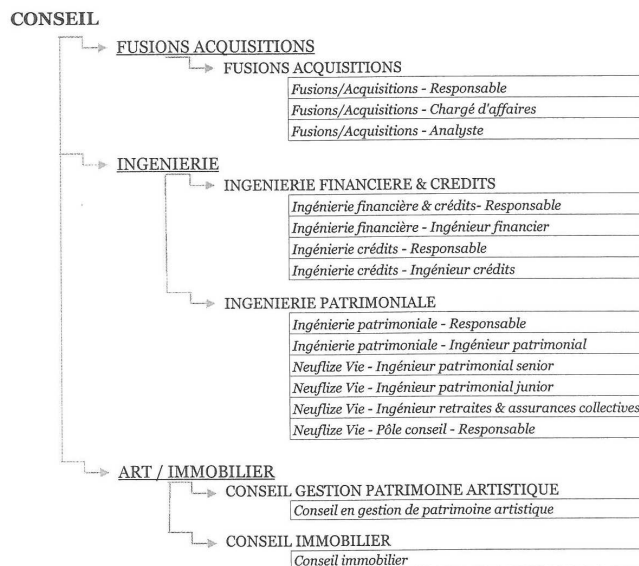 CONSEIL
FUSIONS ACQUISITIONS
FUSIONS ACQUISITIONS
Fusions/Acquisitions - Responsable
Fusions/Acquisitions - Chargé d'affaires
Fusions/Acquisitions - Analyste
INGENIERIE
INGENIERIE FINANCIERE & CREDITS
Ingénierie financière & crédits- Responsable
Ingénierie financière - Ingénieur financier
Ingénierie crédits - Responsable
Ingénierie crédits - Ingénieur crédits
INGENIERIE PATRIMONIALE
Ingénierie patrimoniale - Responsable
Ingénierie patrimoniale - Ingénieur patrimonial
Neuflize Vie - Ingénieur patrimonial senior
Neuflize Vie - Ingénieur patrimonial junior
Neuflize Vie - Ingénieur retraites & assurances collectives
Neuflize Vie - Pôle conseil - Responsable
ART / IMMOBILIER
CONSEIL GESTION PATRIMOINE ARTISTIQUE
Conseil en gestion de patrimoine artistique
CONSEIL IMMOBILIER
Conseil immobilier